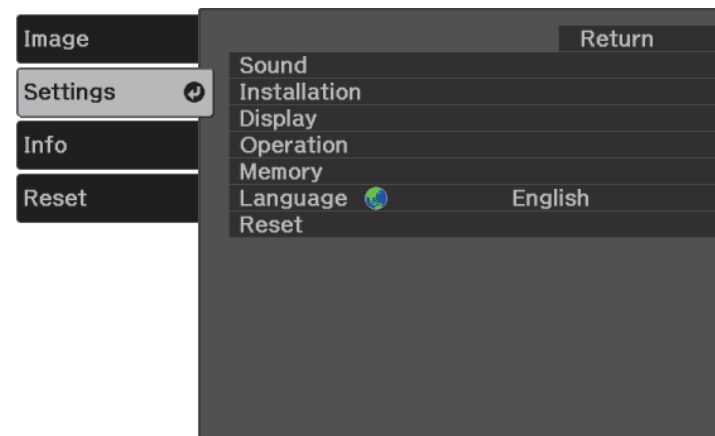 Image
Settings
Info
Reset
Return
Sound
Installation
Display
Operation
Memory
Language English
Reset